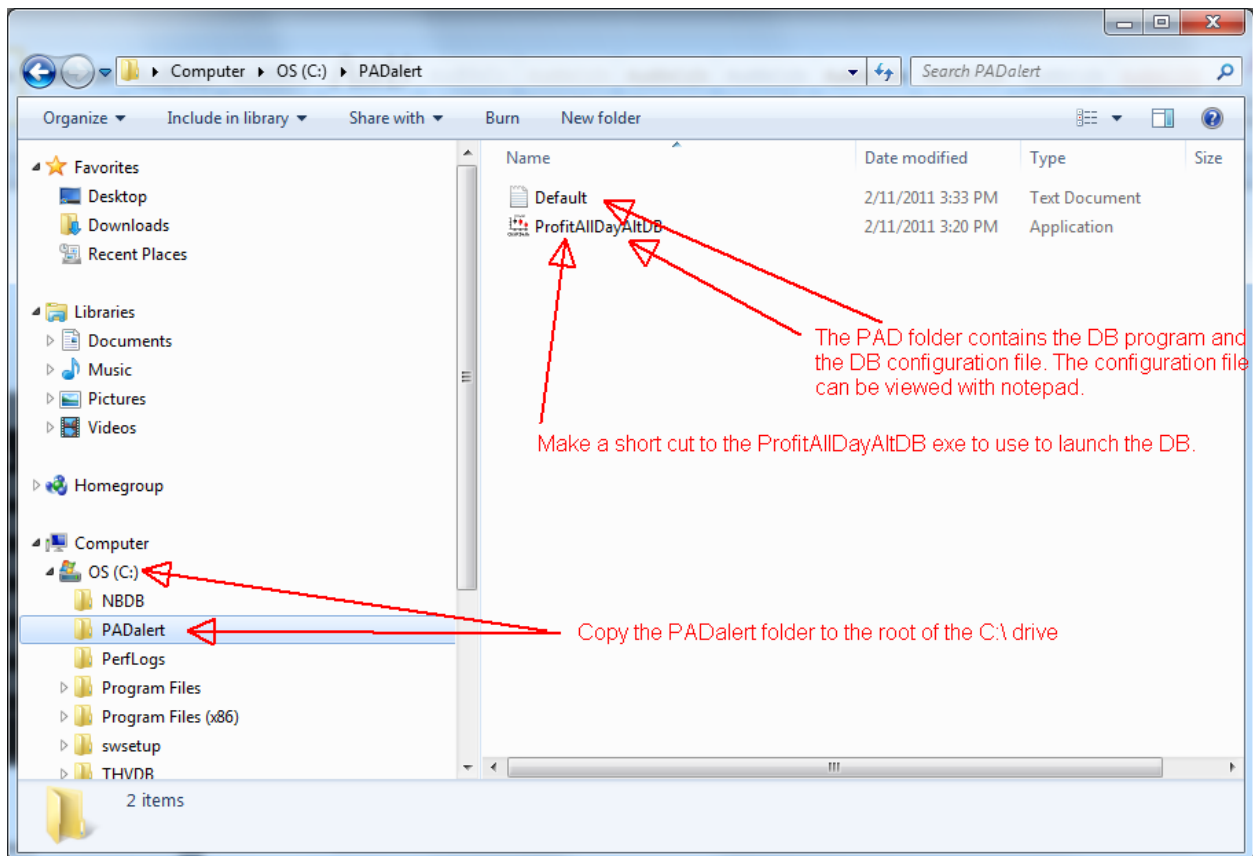 Computer ▸ OS (C:) ▸ PADalert
Search PADalert
Organize Include in library Share with Burn New folder
Favorites
Desktop
Downloads
Recent Places
Libraries
Documents
Music
Pictures
Videos
Homegroup
Computer
OS (C:)
NBDB
PADalert
PerfLogs
Program Files
Program Files (x86)
swsetup
THVDB
Name Date modified Type Size
Default 2/11/2011 3:33 PM Text Document
ProfitAllDayAltDB 2/11/2011 3:20 PM Application
The PAD folder contains the DB program and
the DB configuration file. The configuration file
can be viewed with notepad.
Make a short cut to the ProfitAllDayAltDB exe to use to launch the DB.
Copy the PADalert folder to the root of the C:\ drive
2 items